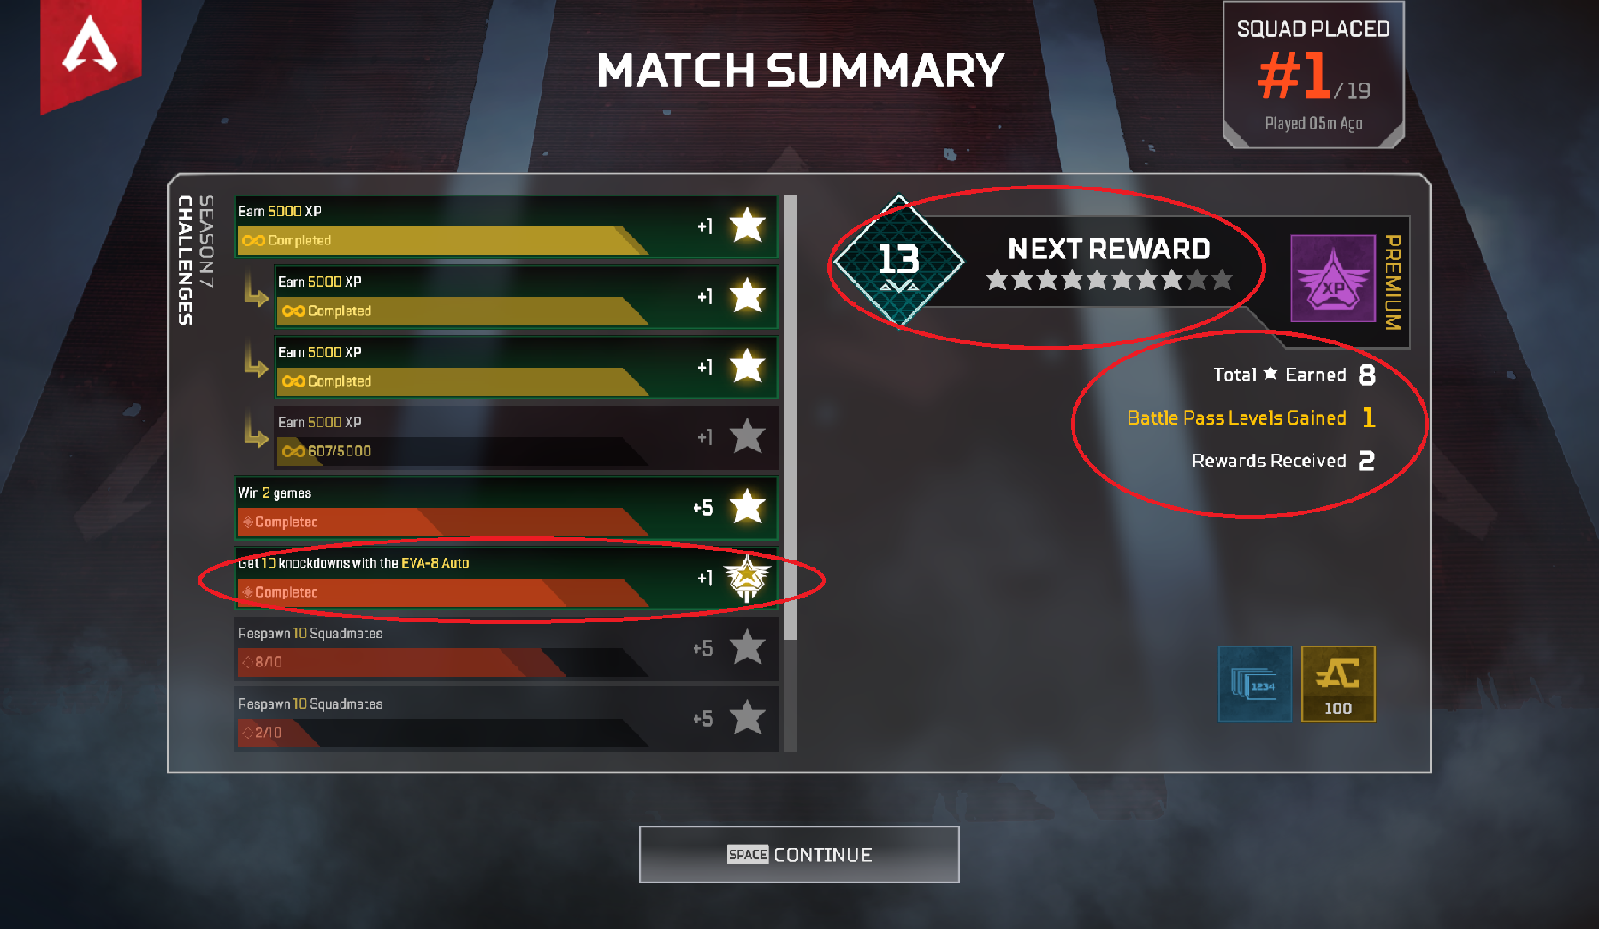 MATCH SUMMARY
SQUAD PLACED
#1/19
Played 05m Ago
SEASON 7
CHALLENGES
Earn 5000 XP
Completed
+1
Earn 5000 XP
Completed
+1
Earn 5000 XP
Completed
+1
Earn 5000 XP
607/5000
+1
Win 2 games
Completed
+5
Get 10 knockdowns with the EVA-8 Auto
Completed
+1
Respawn 10 Squadmates
8/10
+5
Respawn 10 Squadmates
2/10
+5
13
NEXT REWARD
XP
PREMIUM
Total ★ Earned 8
Battle Pass Levels Gained 1
Rewards Received 2
1234
100
SPACE CONTINUE